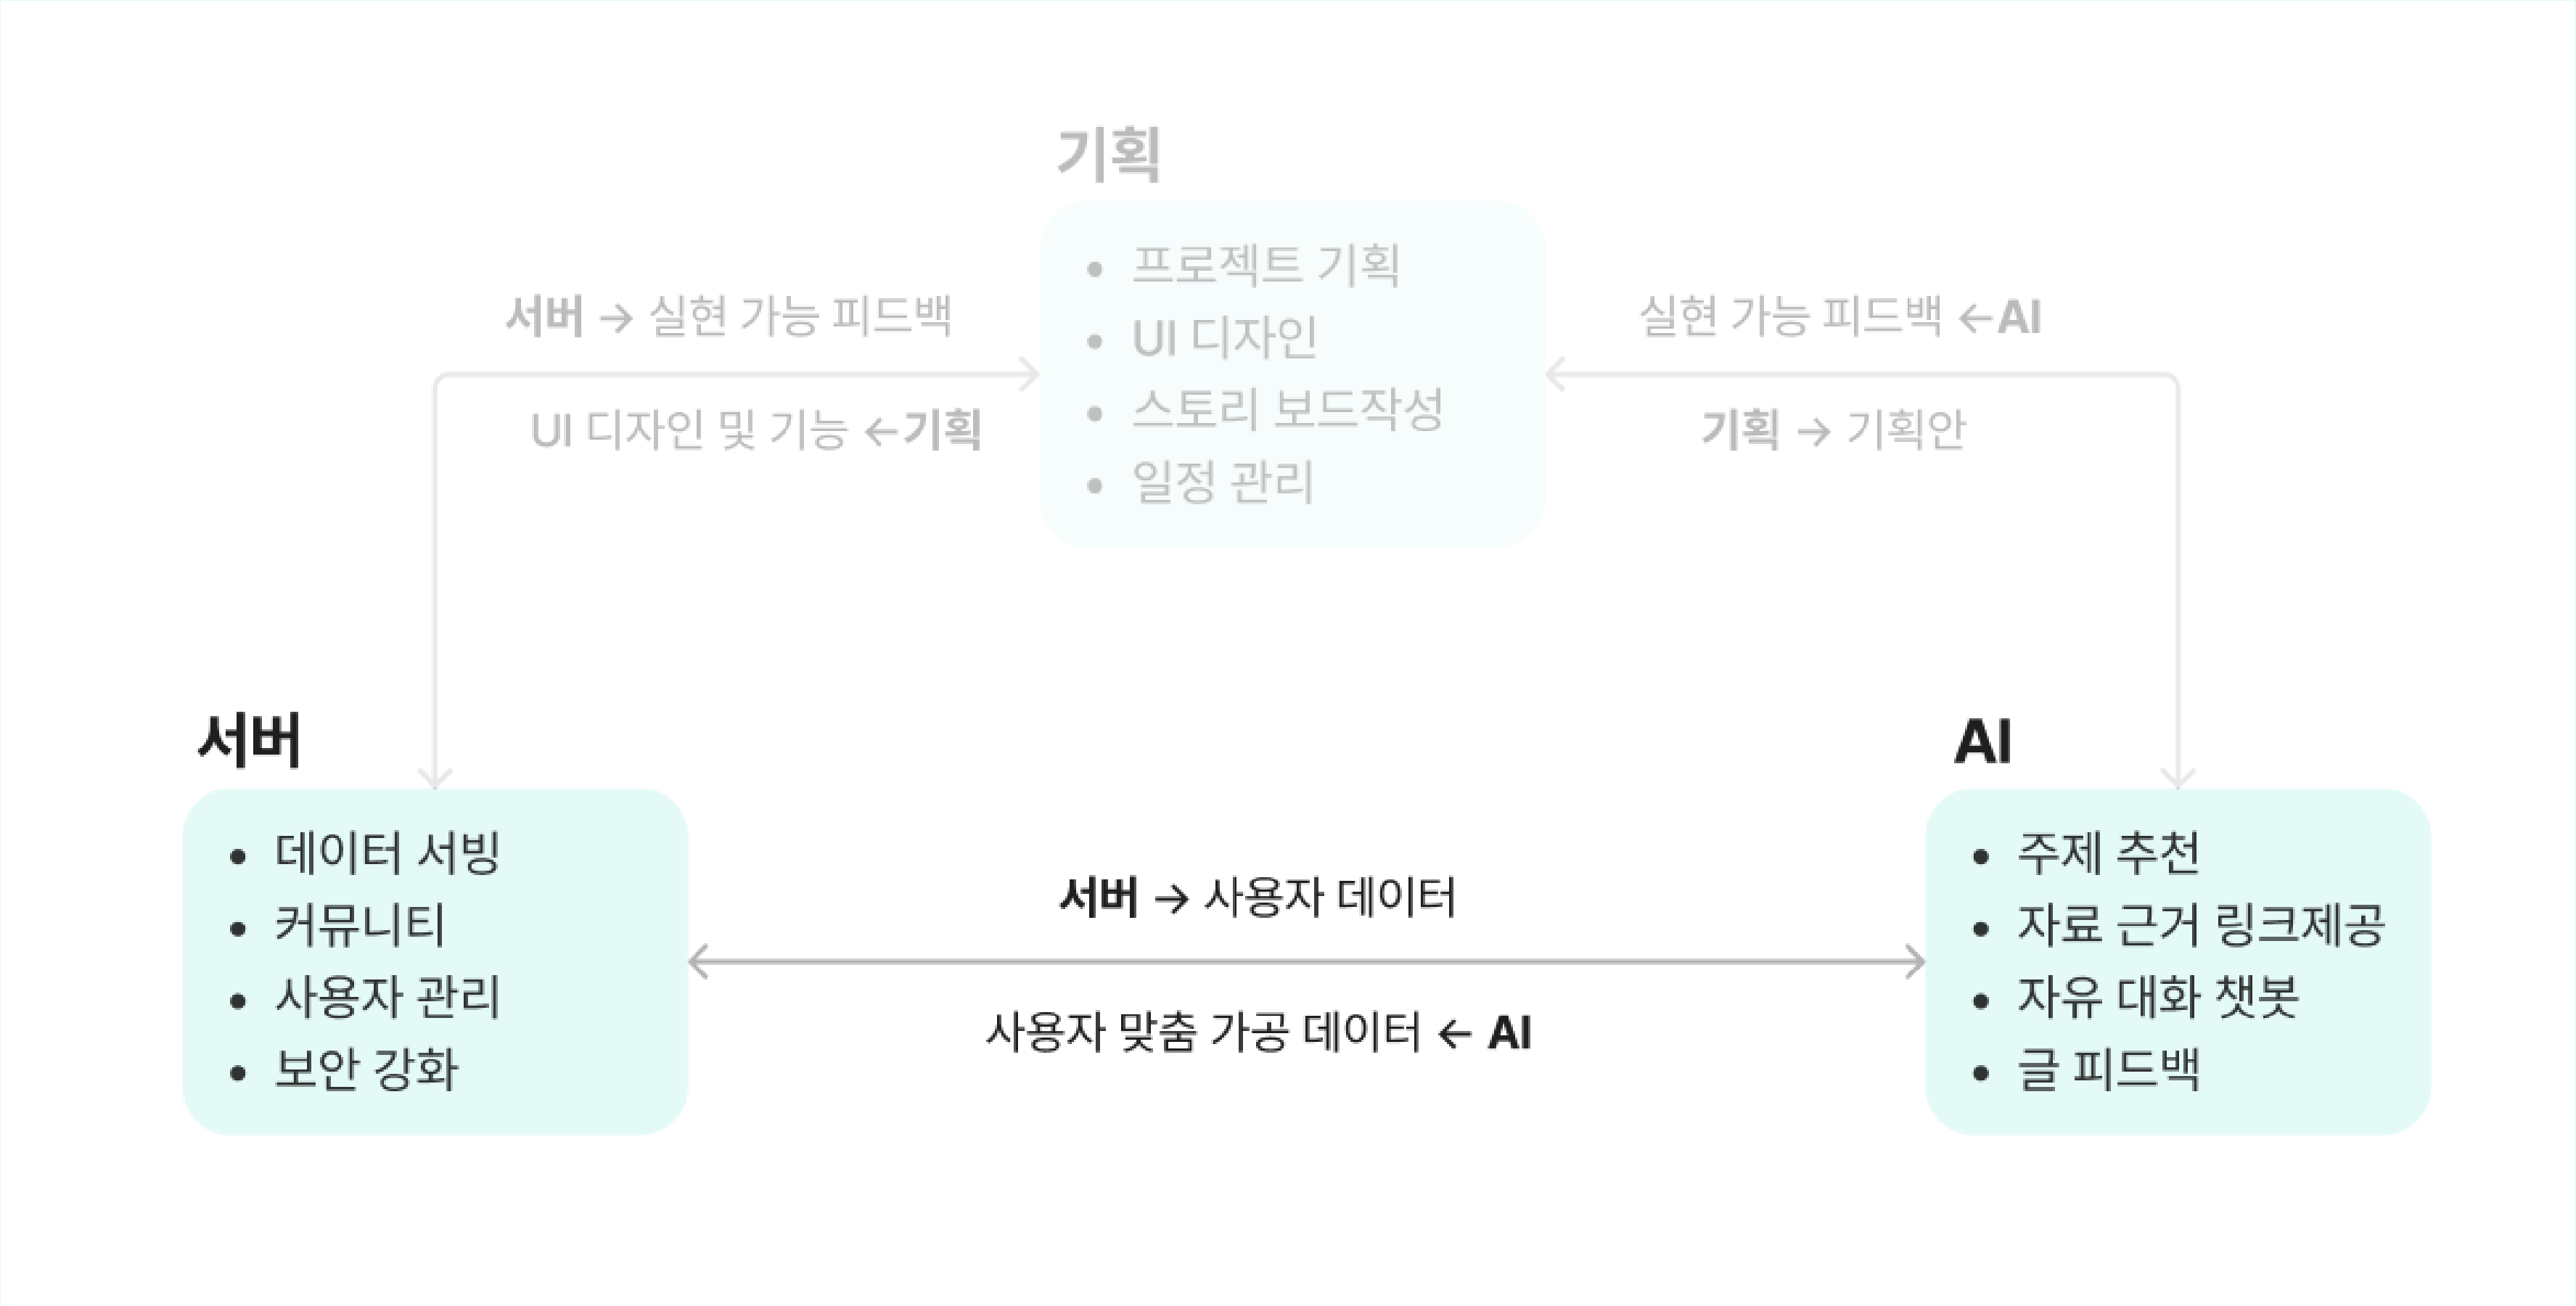 기획
• 프로젝트 기획
• UI 디자인
• 스토리 보드작성
• 일정 관리
서버 → 실현 가능 피드백
UI 디자인 및 기능 ←기획
실현 가능 피드백 ←AI
기획 → 기획안
서버
• 데이터 서빙
• 커뮤니티
• 사용자 관리
• 보안 강화
서버 → 사용자 데이터
사용자 맞춤 가공 데이터 ← AI
AI
• 주제 추천
• 자료 근거 링크제공
• 자유 대화 챗봇
• 글 피드백